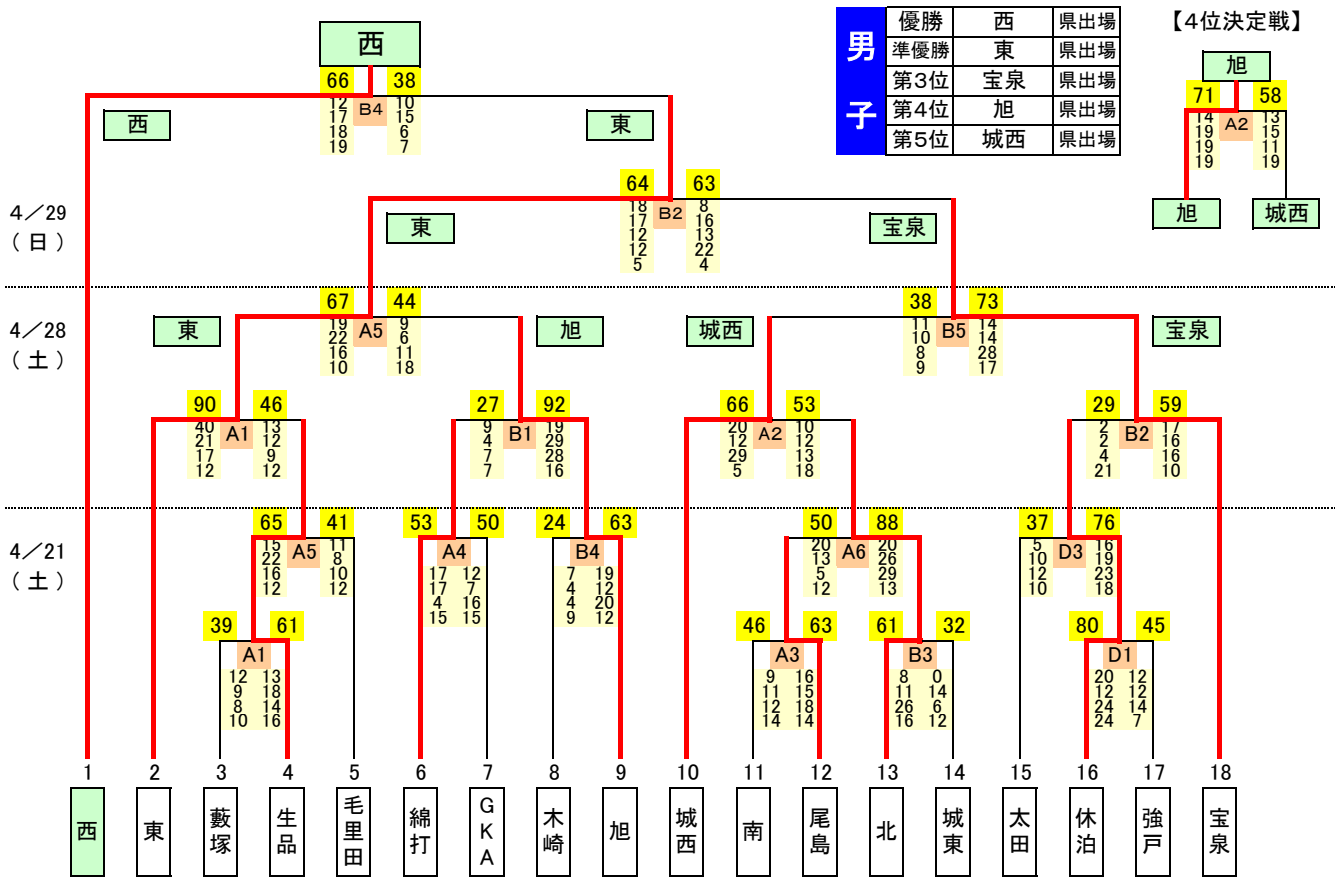 西
66 38
12 B4 10
17 15
18 6
19 7
西
東
男子
優勝 西 県出場
準優勝 東 県出場
第3位 宝泉 県出場
第4位 旭 県出場
第5位 城西 県出場
【4位決定戦】
旭
71 58
14 A2 13
19 15
19 11
19 19
旭 城西
4/29
(日)
64 63
18 B2 8
17 16
12 13
12 22
5 4
東
宝泉
4/28
(土)
67 44
19 A5 9
22 6
16 11
10 18
38 73
11 B5 14
10 14
8 28
9 17
東
旭
城西
宝泉
90 46
40 A1 13
21 12
17 9
12 12
27 92
9 B1 19
4 29
7 28
7 16
66 53
20 A2 10
12 12
29 13
5 18
29 59
2 B2 17
2 16
4 16
21 10
4/21
(土)
65 41
15 A5 11
22 8
16 10
12 12
53 50
A4
17 12
17 7
4 16
15 15
24 63
B4
7 19
4 12
4 20
9 12
50 88
20 A6 20
13 26
5 29
12 13
37 76
5 D3 16
10 19
12 23
10 18
39 61
A1
12 13
9 18
8 14
10 16
46 63
A3
9 16
11 15
12 18
14 14
61 32
B3
8 0
11 14
26 6
16 12
80 45
D1
20 12
12 12
24 14
24 7
1 2 3 4 5 6 7 8 9 10 11 12 13 14 15 16 17 18
西 東 藪塚 生品 毛里田 綿打 GKA 木崎 旭 城西 南 尾島 北 城東 太田 休泊 強戸 宝泉